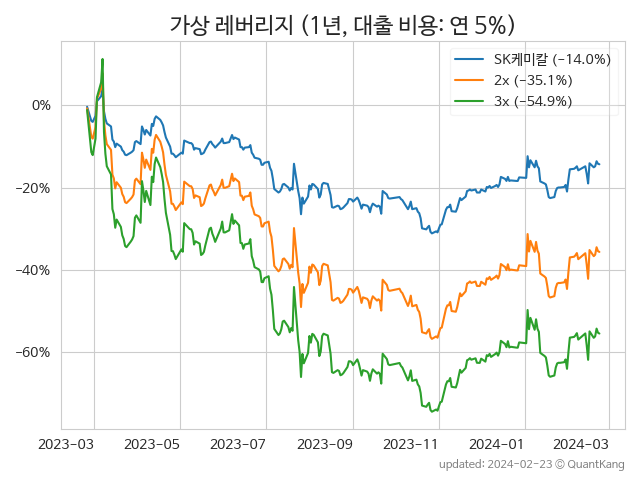 가상 레버리지 (1년, 대출 비용: 연 5%)
SK케미칼 (−14.0%)
2x (−35.1%)
3x (−54.9%)
0%
−20%
−40%
−60%
2023-03 2023-05 2023-07 2023-09 2023-11 2024-01 2024-03
updated: 2024-02-23 © QuantKang